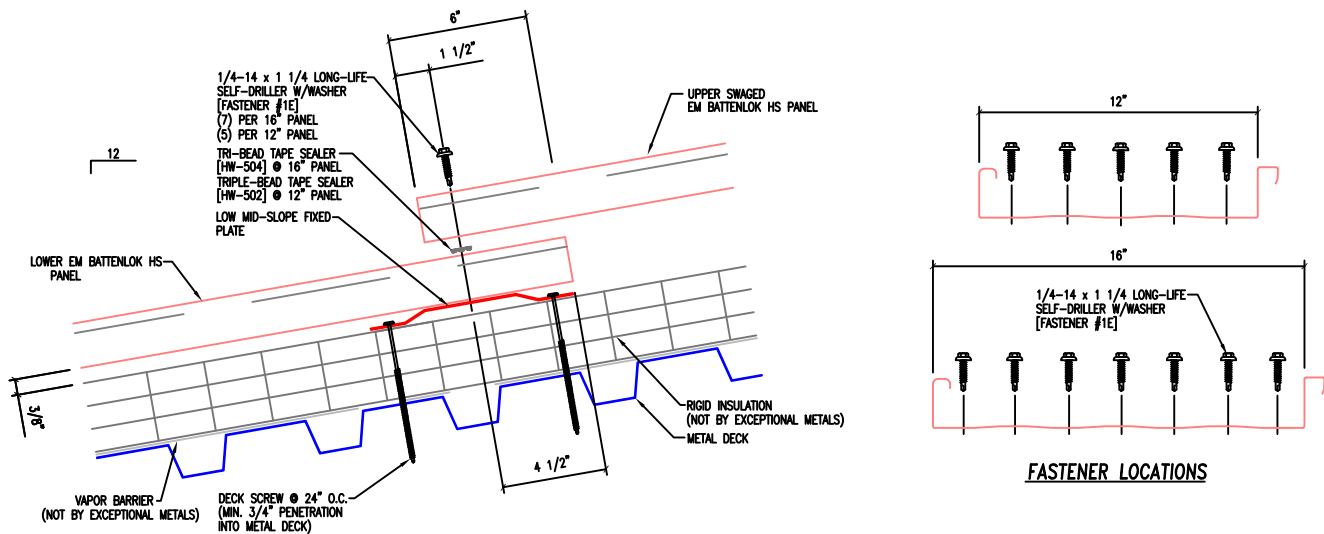 6"
1 1/2"
1/4-14 x 1 1/4 LONG-LIFE
SELF-DRILLER W/WASHER
[FASTENER #1E]
(7) PER 16" PANEL
(5) PER 12" PANEL
TRI-BEAD TAPE SEALER
[HW-504] @ 16" PANEL
TRIPLE-BEAD TAPE SEALER
[HW-502] @ 12" PANEL
LOW MID-SLOPE FIXED
PLATE
UPPER SWAGED
EM BATTENLOK HS PANEL
12
LOWER EM BATTENLOK HS
PANEL
3/8"
VAPOR BARRIER
(NOT BY EXCEPTIONAL METALS)
DECK SCREW @ 24" O.C.
(MIN. 3/4" PENETRATION
INTO METAL DECK)
4 1/2"
RIGID INSULATION
(NOT BY EXCEPTIONAL METALS)
METAL DECK
12"
16"
1/4-14 x 1 1/4 LONG-LIFE
SELF-DRILLER W/WASHER
[FASTENER #1E]
FASTENER LOCATIONS